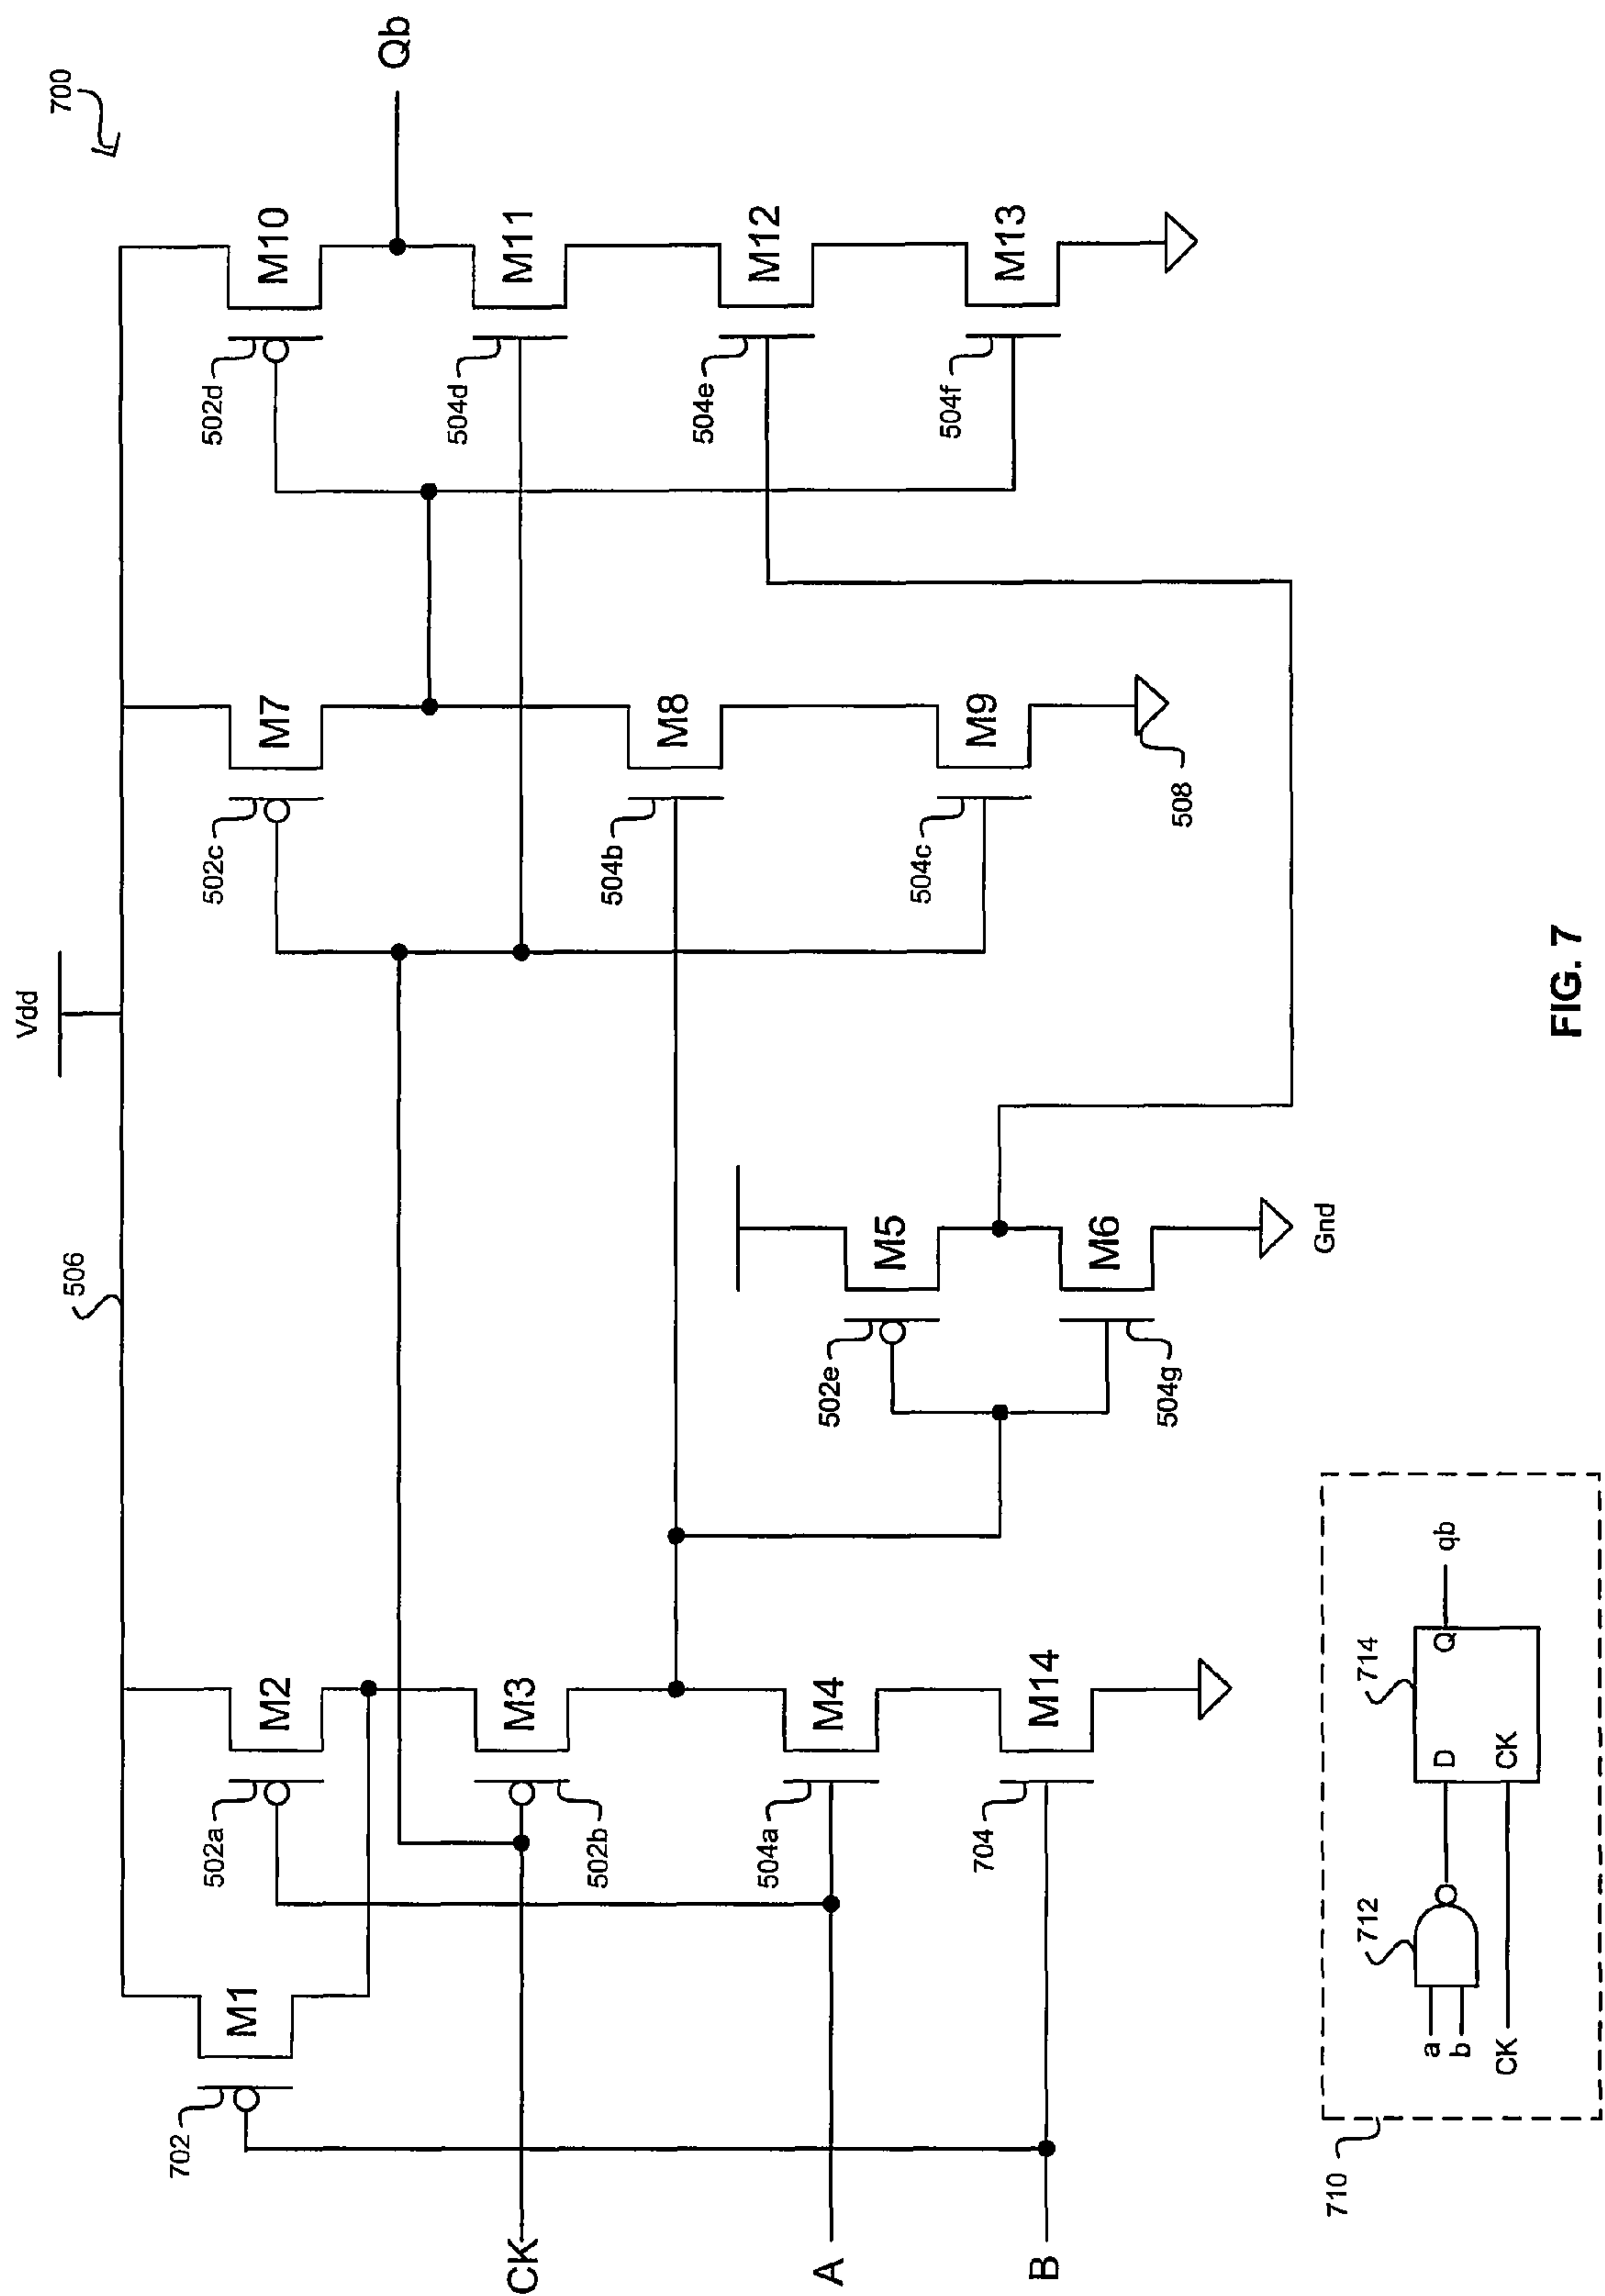 700
Vdd
506
Qb
M1
702
M2
502a
M3
502b
M4
504a
M14
704
M5
502e
M6
504g
Gnd
M7
502c
M8
504b
M9
504c
508
M10
502d
M11
504d
M12
504e
M13
504f
CK
A
B
710
712
714
a
b
CK
D
CK
Q
qb
FIG. 7